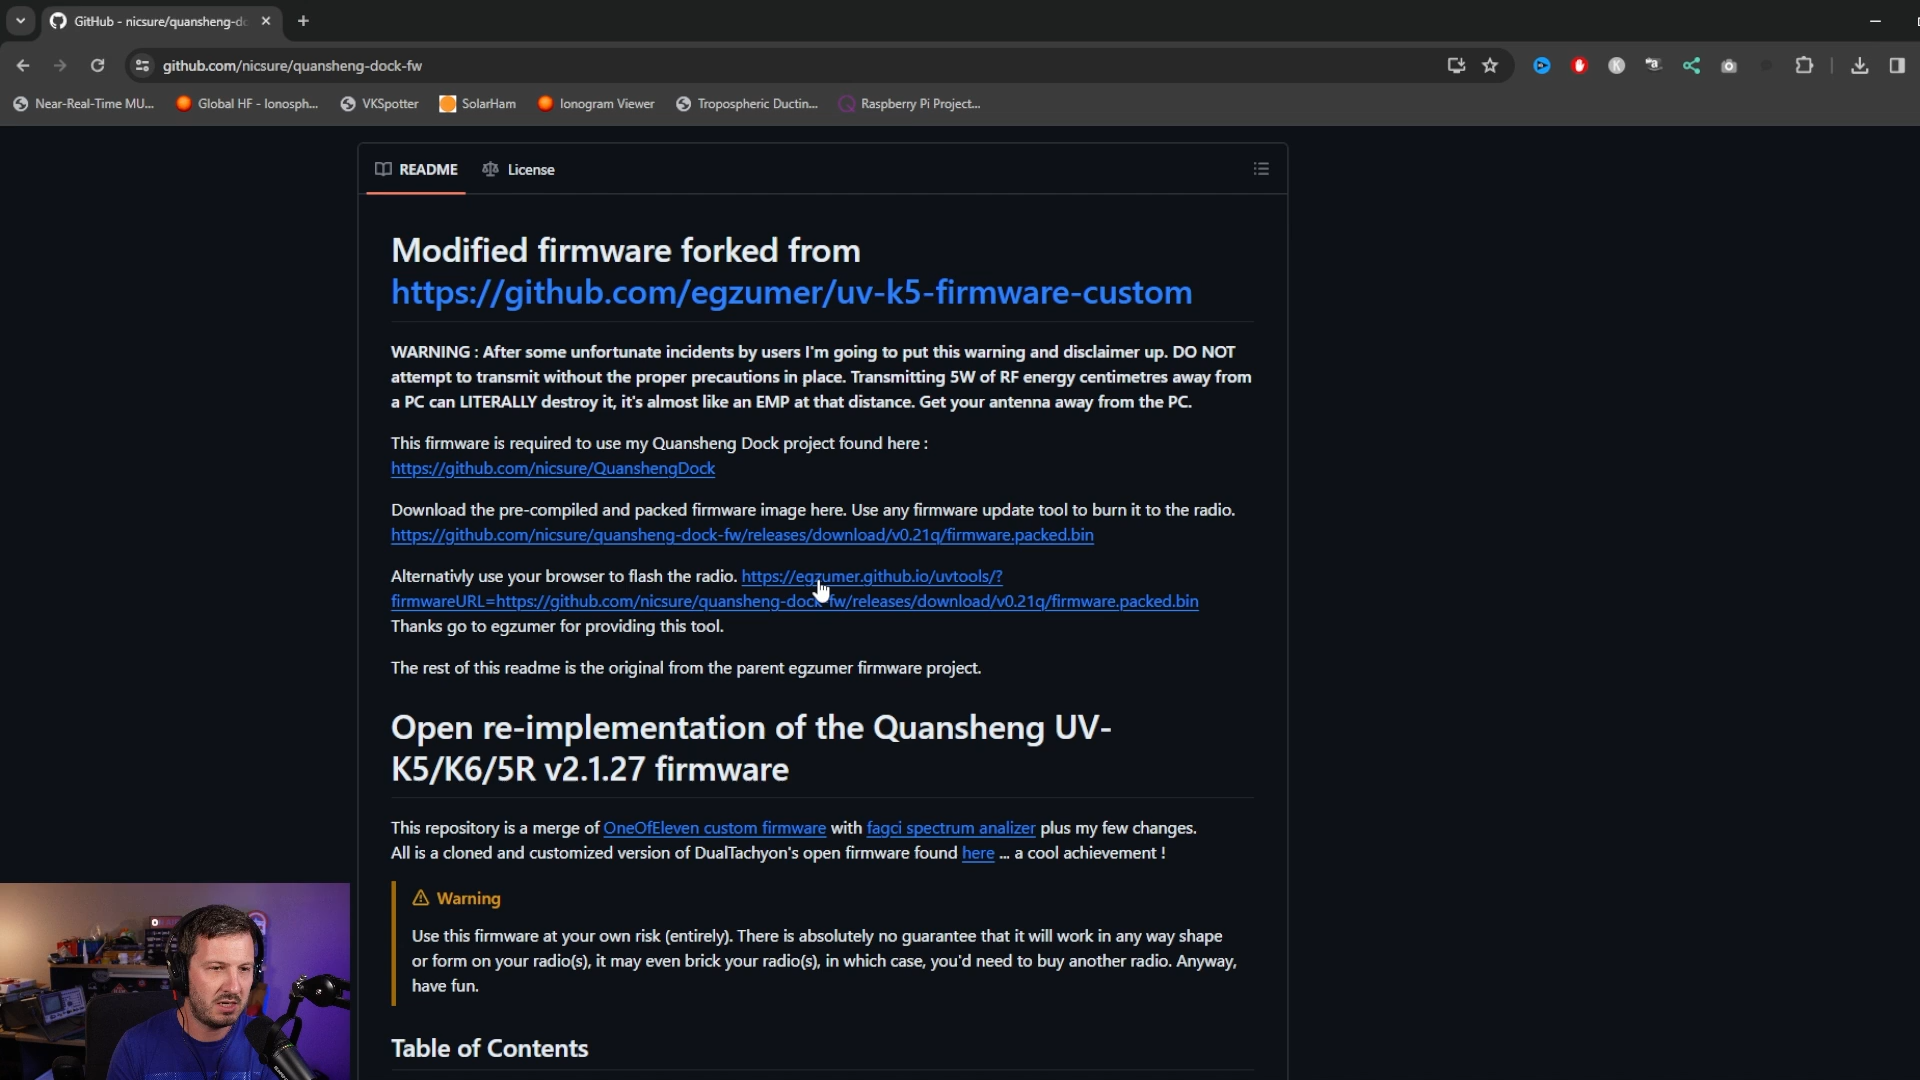 GitHub - nicsure/quansheng-do
github.com/nicsure/quansheng-dock-fw
Near-Real-Time MU...
Global HF - Ionosph...
VKSpotter
SolarHam
Ionogram Viewer
Tropospheric Ductin...
Raspberry Pi Project...
README
License
Modified firmware forked from
https://github.com/egzumer/uv-k5-firmware-custom
WARNING : After some unfortunate incidents by users I'm going to put this warning and disclaimer up. DO NOT
attempt to transmit without the proper precautions in place. Transmitting 5W of RF energy centimetres away from
a PC can LITERALLY destroy it, it's almost like an EMP at that distance. Get your antenna away from the PC.
This firmware is required to use my Quansheng Dock project found here :
https://github.com/nicsure/QuanshengDock
Download the pre-compiled and packed firmware image here. Use any firmware update tool to burn it to the radio.
https://github.com/nicsure/quansheng-dock-fw/releases/download/v0.21q/firmware.packed.bin
Alternativly use your browser to flash the radio. https://egzumer.github.io/uvtools/?
firmwareURL=https://github.com/nicsure/quansheng-dock-fw/releases/download/v0.21q/firmware.packed.bin
Thanks go to egzumer for providing this tool.
The rest of this readme is the original from the parent egzumer firmware project.
Open re-implementation of the Quansheng UV-
K5/K6/5R v2.1.27 firmware
This repository is a merge of OneOfEleven custom firmware with fagci spectrum analizer plus my few changes.
All is a cloned and customized version of DualTachyon's open firmware found here ... a cool achievement !
Warning
Use this firmware at your own risk (entirely). There is absolutely no guarantee that it will work in any way shape
or form on your radio(s), it may even brick your radio(s), in which case, you'd need to buy another radio. Anyway,
have fun.
Table of Contents